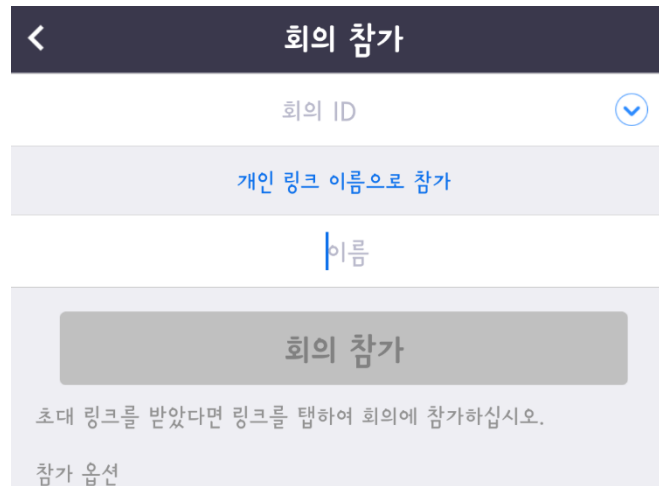 회의 참가
회의 ID
개인 링크 이름으로 참가
이름
회의 참가
초대 링크를 받았다면 링크를 탭하여 회의에 참가하십시오.
참가 옵션